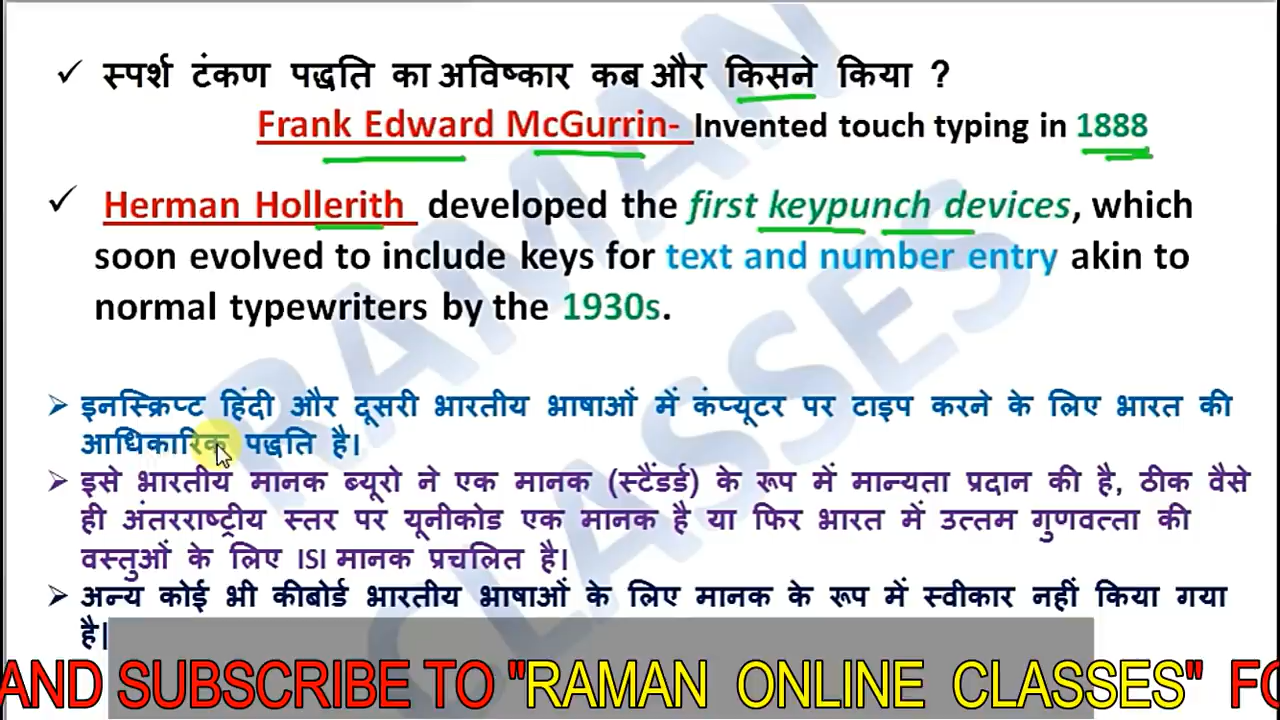 ✓ स्पर्श टंकण पद्धति का अविष्कार कब और किसने किया ?
Frank Edward McGurrin- Invented touch typing in 1888
✓ Herman Hollerith developed the first keypunch devices, which
soon evolved to include keys for text and number entry akin to
normal typewriters by the 1930s.
➢ इनस्क्रिप्ट हिंदी और दूसरी भारतीय भाषाओं में कंप्यूटर पर टाइप करने के लिए भारत की
आधिकारिक पद्धति है।
➢ इसे भारतीय मानक ब्यूरो ने एक मानक (स्टैंडर्ड) के रूप में मान्यता प्रदान की है, ठीक वैसे
ही अंतरराष्ट्रीय स्तर पर यूनीकोड एक मानक है या फिर भारत में उत्तम गुणवत्ता की
वस्तुओं के लिए ISI मानक प्रचलित है।
➢ अन्य कोई भी कीबोर्ड भारतीय भाषाओं के लिए मानक के रूप में स्वीकार नहीं किया गया
है।
AND SUBSCRIBE TO "RAMAN ONLINE CLASSES" FO
RAMAN
CLASSES
CLASSES